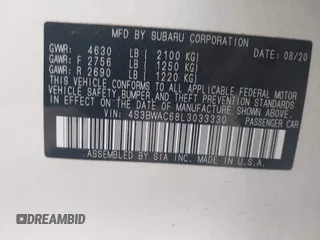 MFD BY SUBARU CORPORATION
DATE 08/20
GVWR: 4630 LB ( 2100 KG)
GAWR: F 2756 LB ( 1250 KG)
GAWR: R 2690 LB ( 1220 KG)
THIS VEHICLE CONFORMS TO ALL APPLICABLE FEDERAL MOTOR
VEHICLE SAFETY, BUMPER, AND THEFT PREVENTION STANDARDS
IN EFFECT ON THE DATE OF MANUFACTURE SHOWN ABOVE.
VIN: 4S3BWAC68L3033330 PASSENGER CAR
ASSEMBLED BY SIA INC. MADE IN U.S.A.
DREAMBID